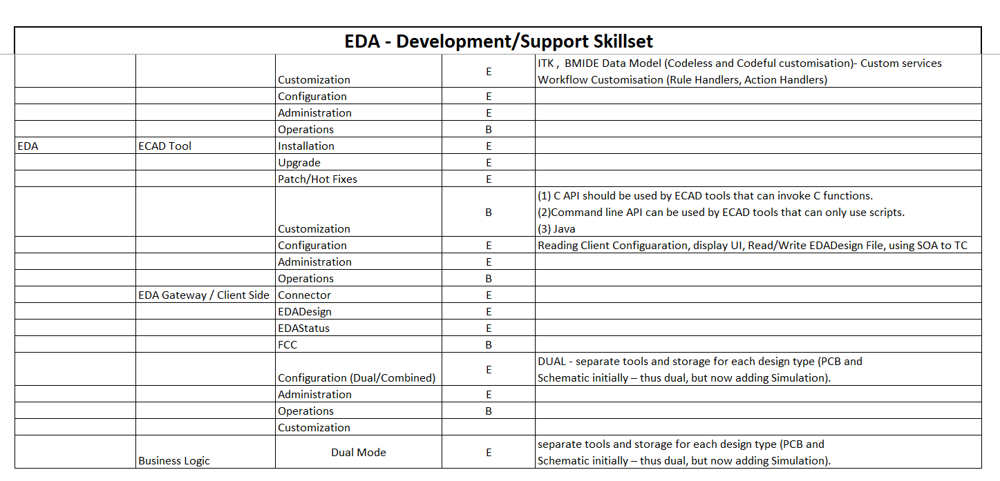 EDA - Development/Support Skillset
Customization E ITK , BMIDE Data Model (Codeless and Codeful customisation)- Custom services
Workflow Customisation (Rule Handlers, Action Handlers)
Configuration E
Administration E
Operations B
EDA ECAD Tool Installation E
Upgrade E
Patch/Hot Fixes E
(1) C API should be used by ECAD tools that can invoke C functions.
B (2)Command line API can be used by ECAD tools that can only use scripts.
Customization (3) Java
Configuration E Reading Client Configuaration, display UI, Read/Write EDADesign File, using SOA to TC
Administration E
Operations B
EDA Gateway / Client Side Connector E
EDADesign E
EDAStatus E
FCC B
E DUAL - separate tools and storage for each design type (PCB and
Configuration (Dual/Combined) Schematic initially – thus dual, but now adding Simulation).
Administration E
Operations B
Customization
Dual Mode E separate tools and storage for each design type (PCB and
Business Logic Schematic initially – thus dual, but now adding Simulation).